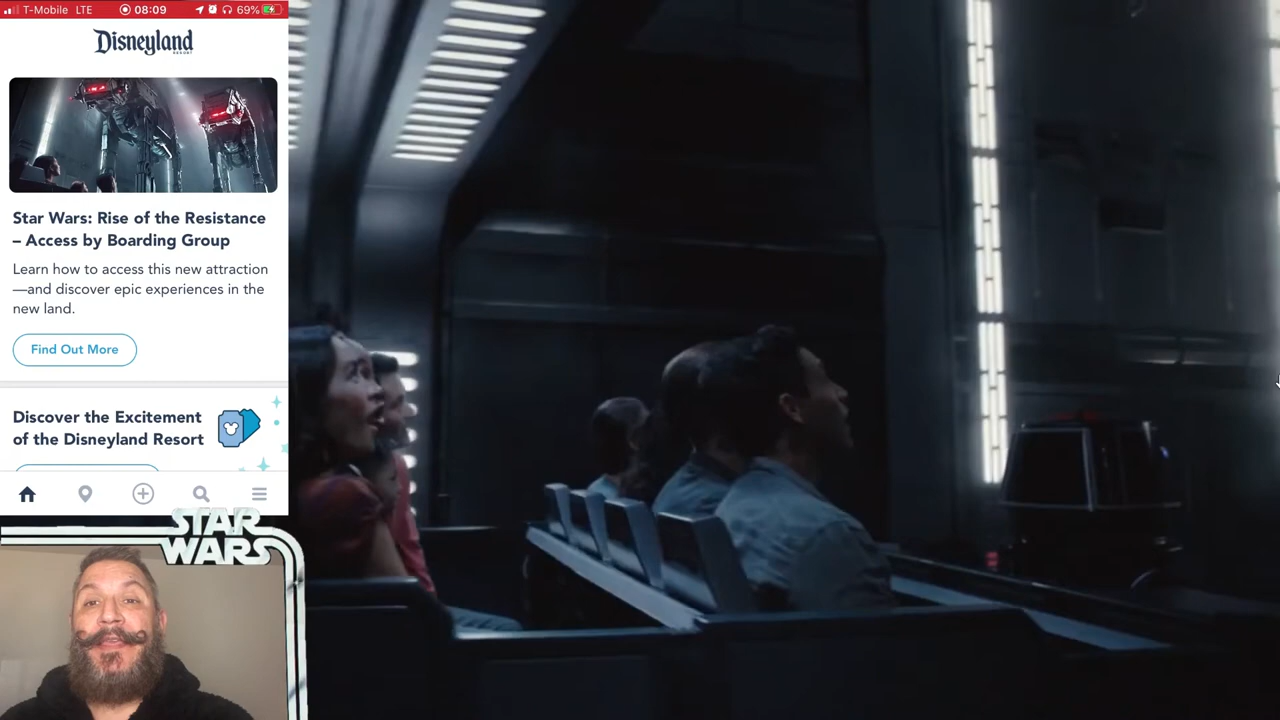 T-Mobile LTE 08:09 69%
Disneyland
RESORT
Star Wars: Rise of the Resistance
– Access by Boarding Group
Learn how to access this new attraction
—and discover epic experiences in the
new land.
Find Out More
Discover the Excitement
of the Disneyland Resort
STAR
WARS